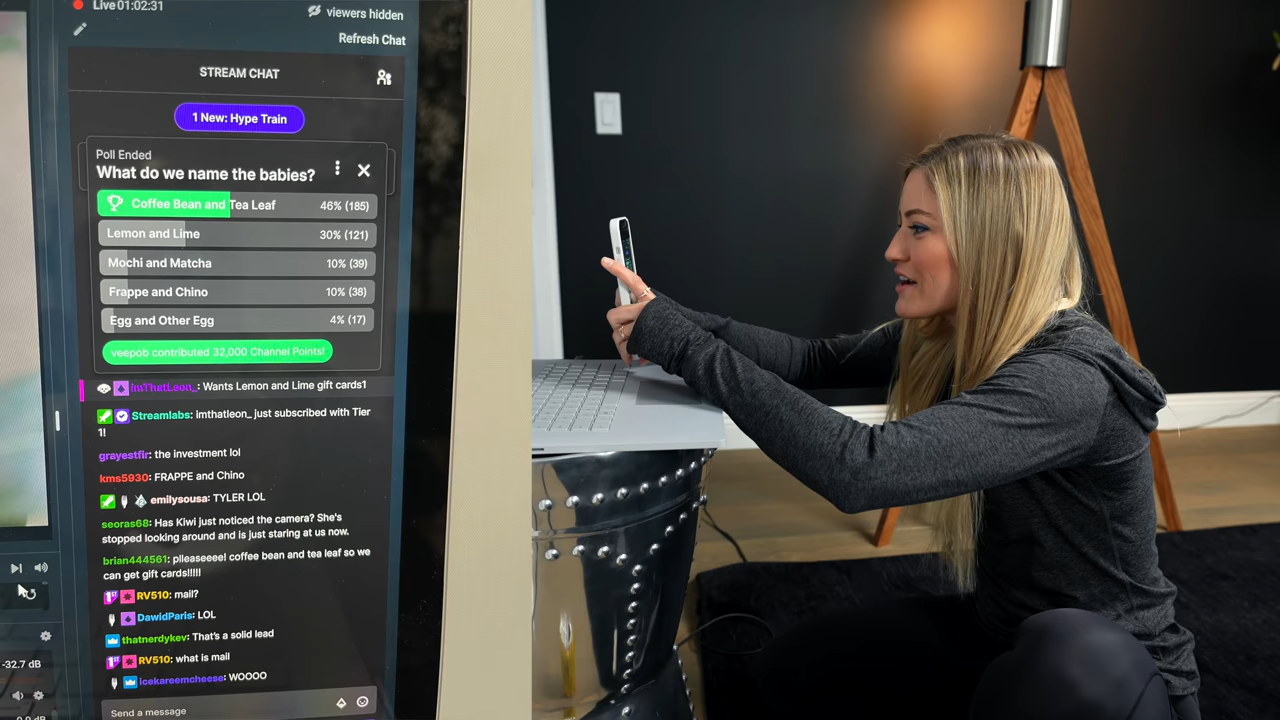 Live 01:02:31
viewers hidden
Refresh Chat
STREAM CHAT
1 New: Hype Train
Poll Ended
What do we name the babies?
Coffee Bean and Tea Leaf 46% (185)
Lemon and Lime 30% (121)
Mochi and Matcha 10% (39)
Frappe and Chino 10% (38)
Egg and Other Egg 4% (17)
veepob contributed 32,000 Channel Points!
ImThatLeon_: Wants Lemon and Lime gift cards1
Streamlabs: imthatleon_ just subscribed with Tier
1!
grayestfir: the investment lol
kms5930: FRAPPE and Chino
emilysousa: TYLER LOL
seoras68: Has Kiwi just noticed the camera? She's
stopped looking around and is just staring at us now.
brian444561: plleaseeeel coffee bean and tea leaf so we
can get gift cards!!!!!
RV510: mail?
DawidParis: LOL
thatnerdykev: That's a solid lead
RV510: what is mail
icekareemcheese: WOOOO
Send a message
-32.7 dB